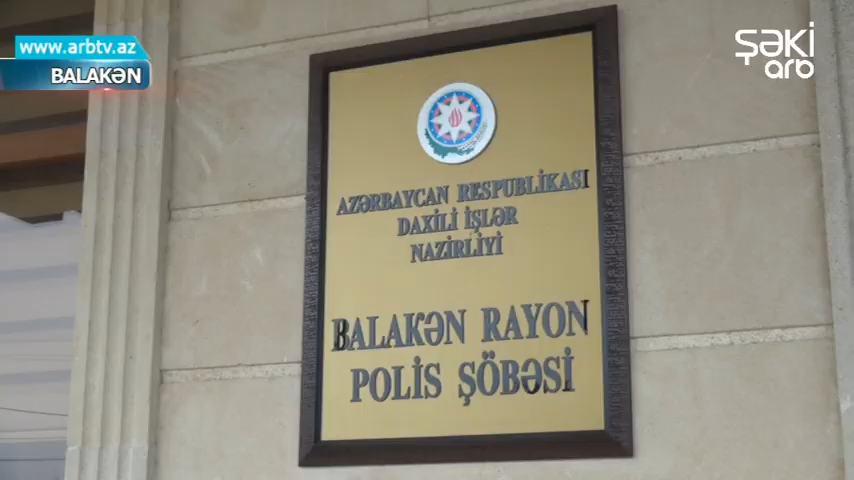 www.arbtv.az
BALAKƏN
ŞƏKİ
arb
AZƏRBAYCAN RESPUBLİKASI
DAXİLİ İŞLƏR
NAZİRLİYİ
BALAKƏN RAYON
POLİS ŞÖBƏSİ